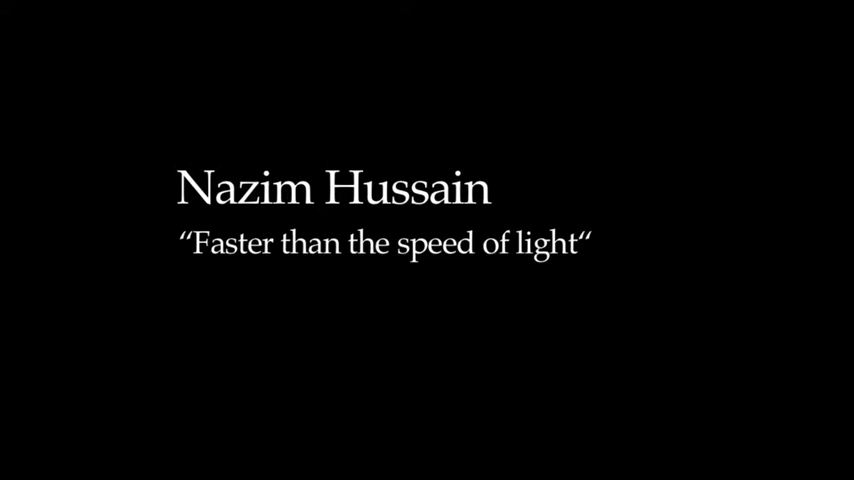 Nazim Hussain
“Faster than the speed of light“